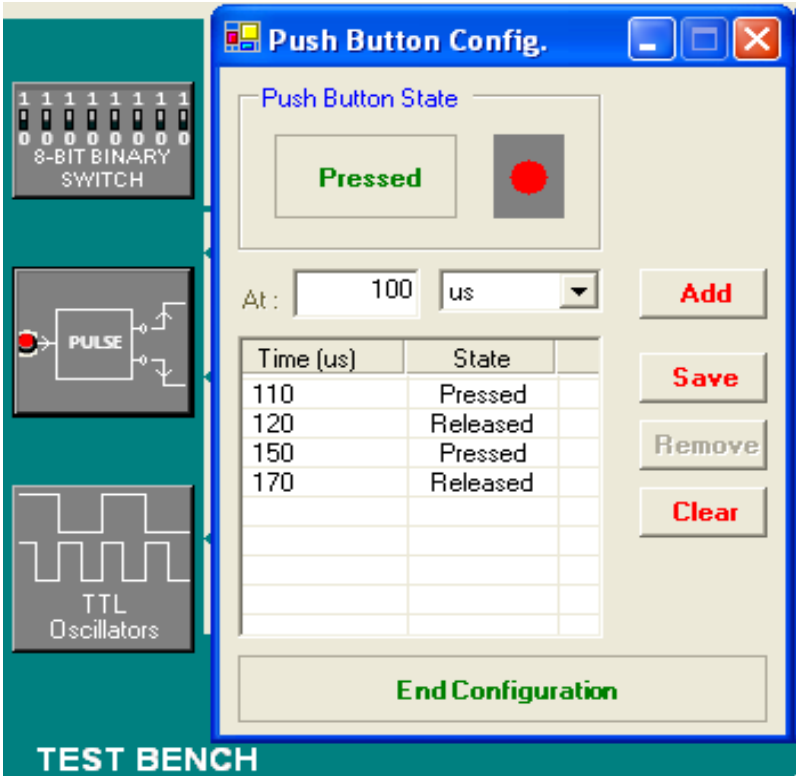 Push Button Config.
Push Button State
Pressed
At :
100
us
Add
Time (us) State
110 Pressed
120 Released
150 Pressed
170 Released
Save
Remove
Clear
End Configuration
1 1 1 1 1 1 1 1
0 0 0 0 0 0 0 0
8-BIT BINARY
SWITCH
PULSE
TTL
Oscillators
TEST BENCH